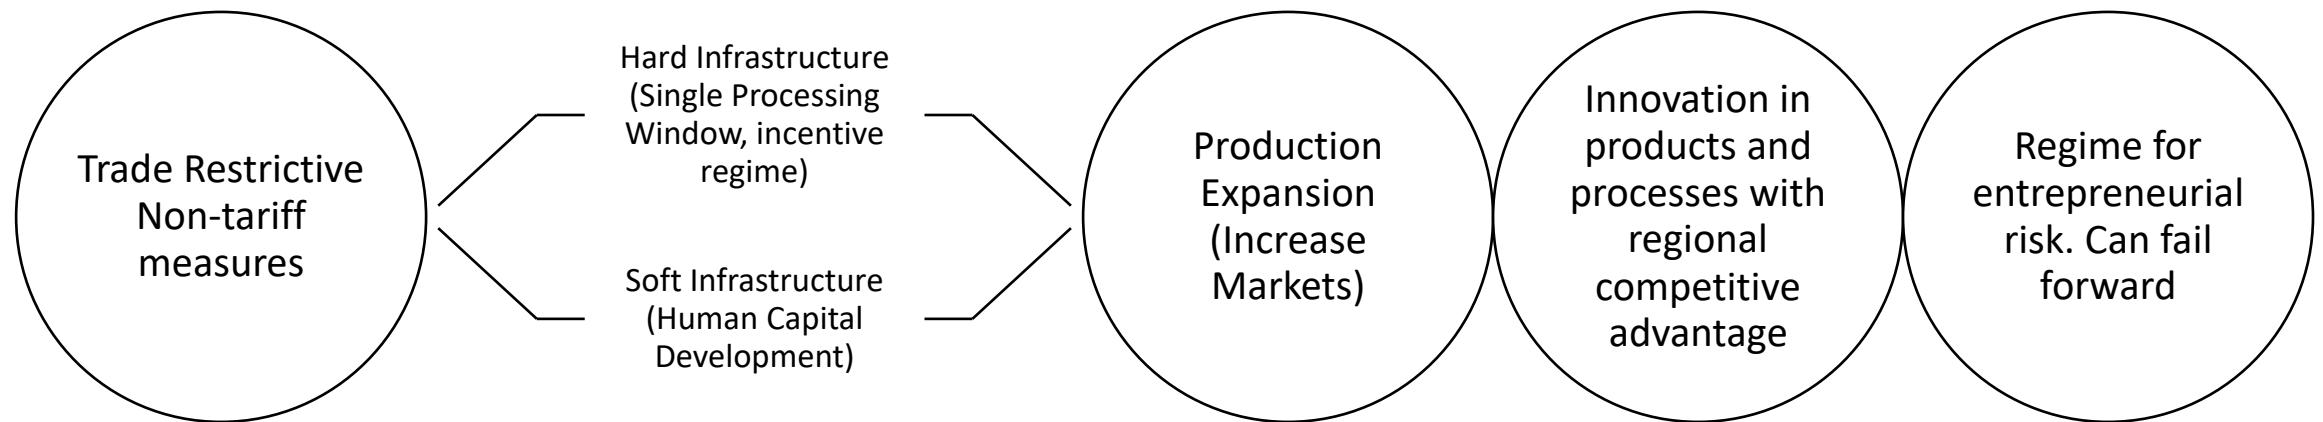 Trade Restrictive
Non-tariff
measures
Hard Infrastructure
(Single Processing
Window, incentive
regime)
Soft Infrastructure
(Human Capital
Development)
Production
Expansion
(Increase
Markets)
Innovation in
products and
processes with
regional
competitive
advantage
Regime for
entrepreneurial
risk. Can fail
forward